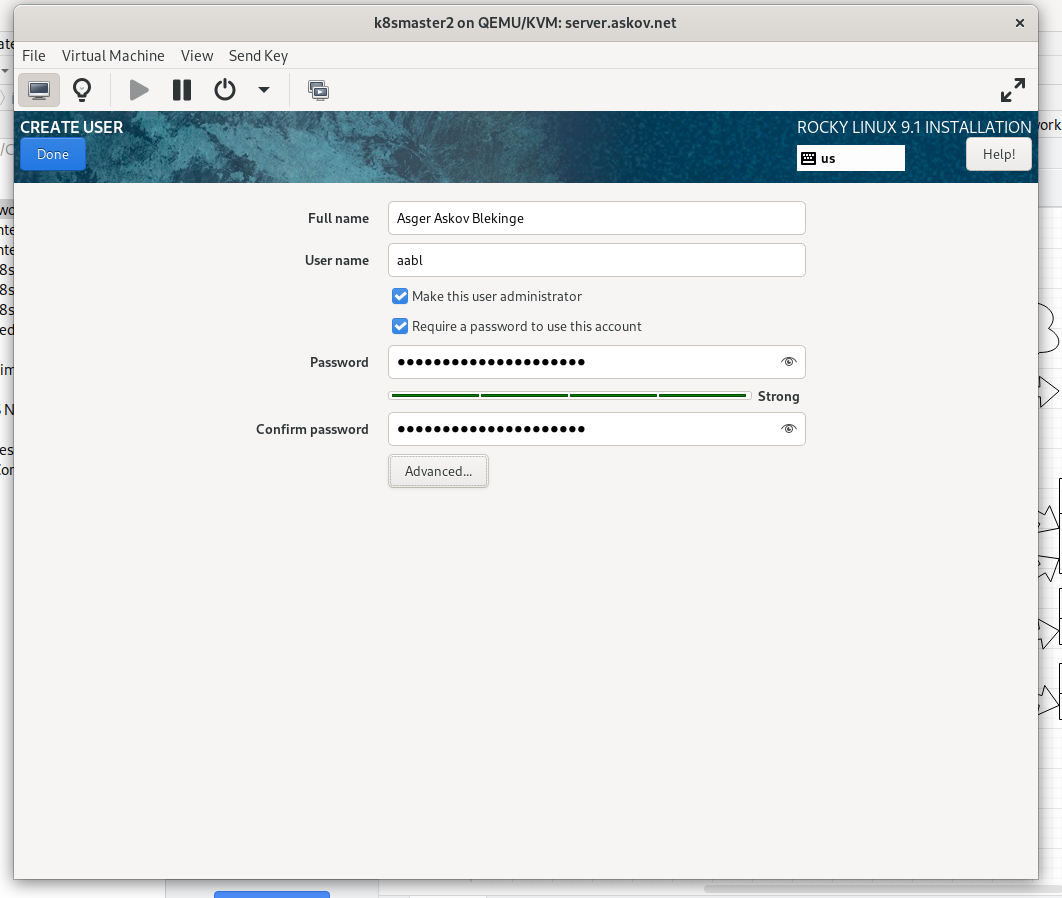 k8smaster2 on QEMU/KVM: server.askov.net
File Virtual Machine View Send Key
CREATE USER
ROCKY LINUX 9.1 INSTALLATION
Done
us
Help!
Full name
Asger Askov Blekinge
User name
aabl
Make this user administrator
Require a password to use this account
Password
●●●●●●●●●●●●●●●●●●●●●
Strong
Confirm password
●●●●●●●●●●●●●●●●●●●●●
Advanced...